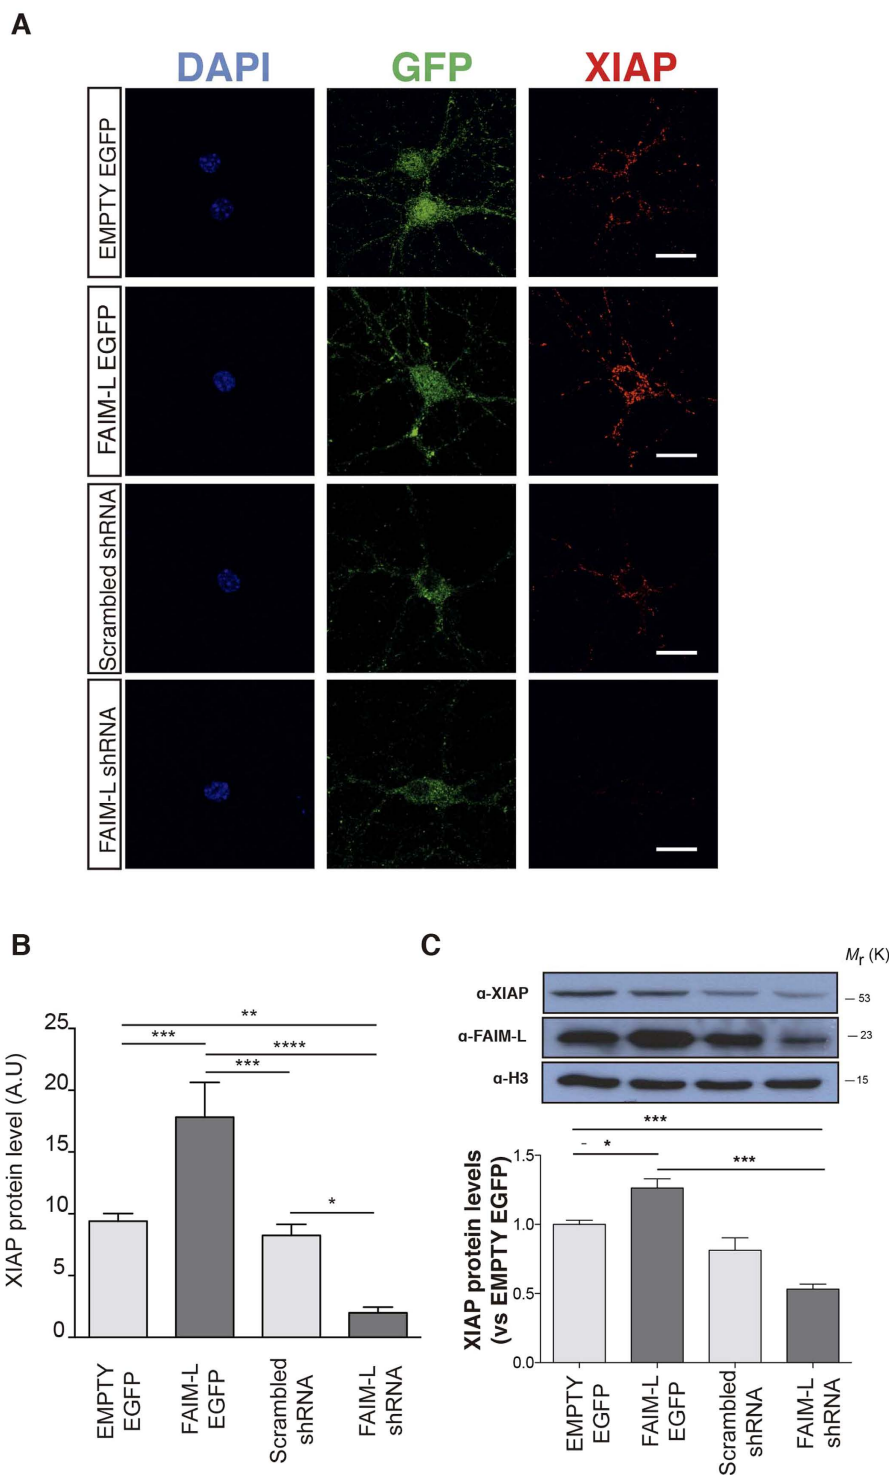 A
DAPI GFP XIAP
EMPTY EGFP
FAIM-L EGFP
Scrambled shRNA
FAIM-L shRNA
B
XIAP protein level (A.U)
25
20
15
10
5
0
**
***
****
***
*
EMPTY
EGFP
FAIM-L
EGFP
Scrambled
shRNA
FAIM-L
shRNA
C
Mr (K)
α-XIAP
– 53
α-FAIM-L
– 23
α-H3
– 15
XIAP protein levels
(vs EMPTY EGFP)
1.5
1.0
0.5
0.0
***
– *
***
EMPTY
EGFP
FAIM-L
EGFP
Scrambled
shRNA
FAIM-L
shRNA